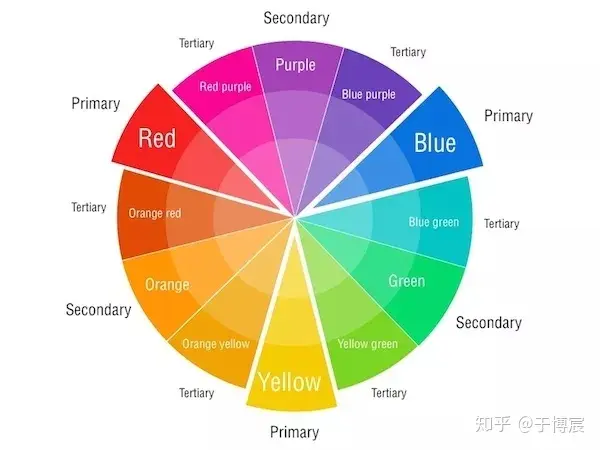 Secondary
Tertiary
Tertiary
Purple
Red purple
Blue purple
Primary
Primary
Red
Blue
Tertiary
Orange red
Blue green
Tertiary
Orange
Green
Secondary
Secondary
Orange yellow
Yellow green
Yellow
Tertiary
Tertiary
Primary
知乎 @于博宸